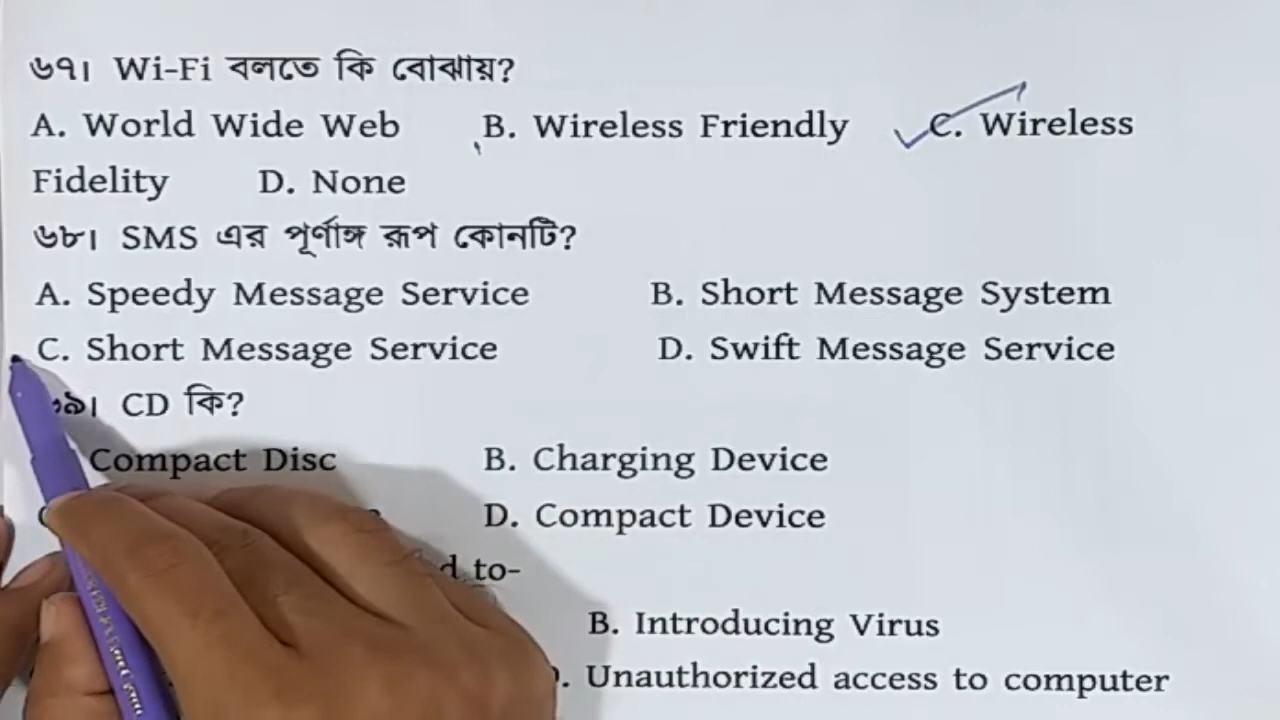 ৬৭। Wi-Fi বলতে কি বোঝায়?
A. World Wide Web B. Wireless Friendly C. Wireless
Fidelity D. None
৬৮। SMS এর পূর্ণাঙ্গ রূপ কোনটি?
A. Speedy Message Service B. Short Message System
C. Short Message Service D. Swift Message Service
৯। CD কি?
Compact Disc B. Charging Device
D. Compact Device
to-
B. Introducing Virus
Unauthorized access to computer